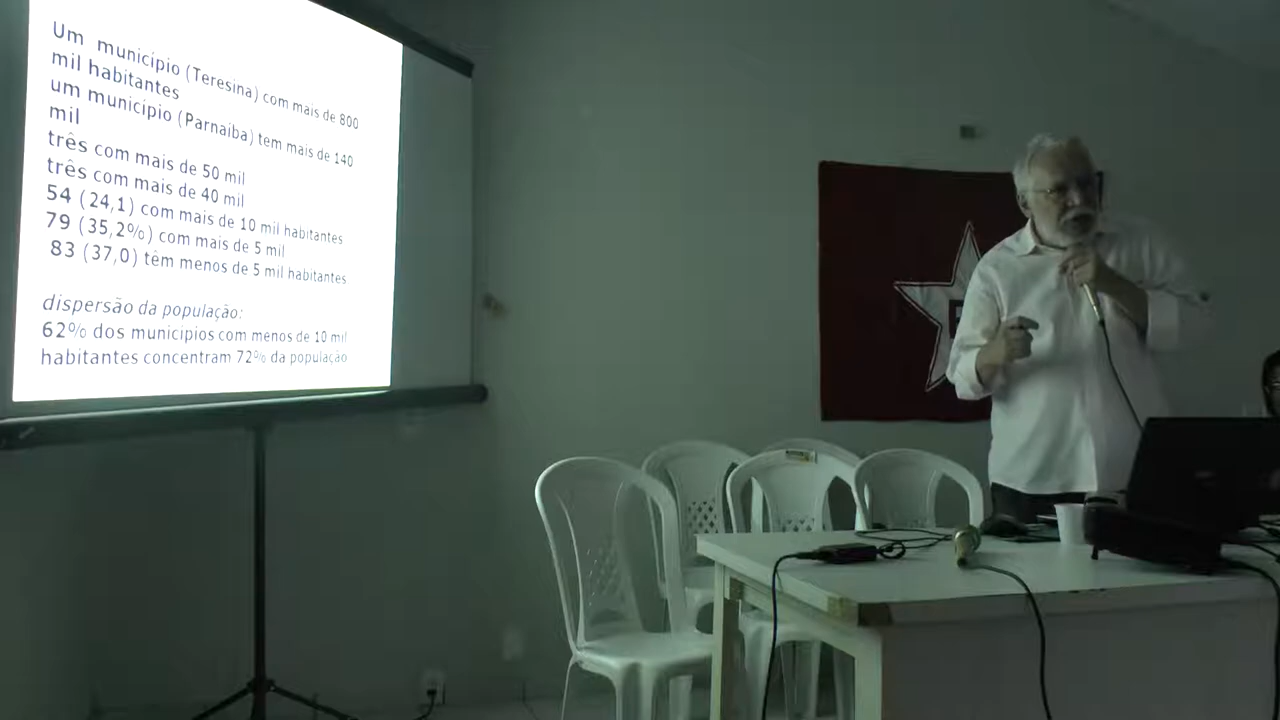 Um município (Teresina) com mais de 800
mil habitantes
um município (Parnaíba) tem mais de 140
mil
três com mais de 50 mil
três com mais de 40 mil
54 (24,1) com mais de 10 mil habitantes
79 (35,2%) com mais de 5 mil
83 (37,0) têm menos de 5 mil habitantes
dispersão da população:
62% dos municípios com menos de 10 mil
habitantes concentram 72% da população